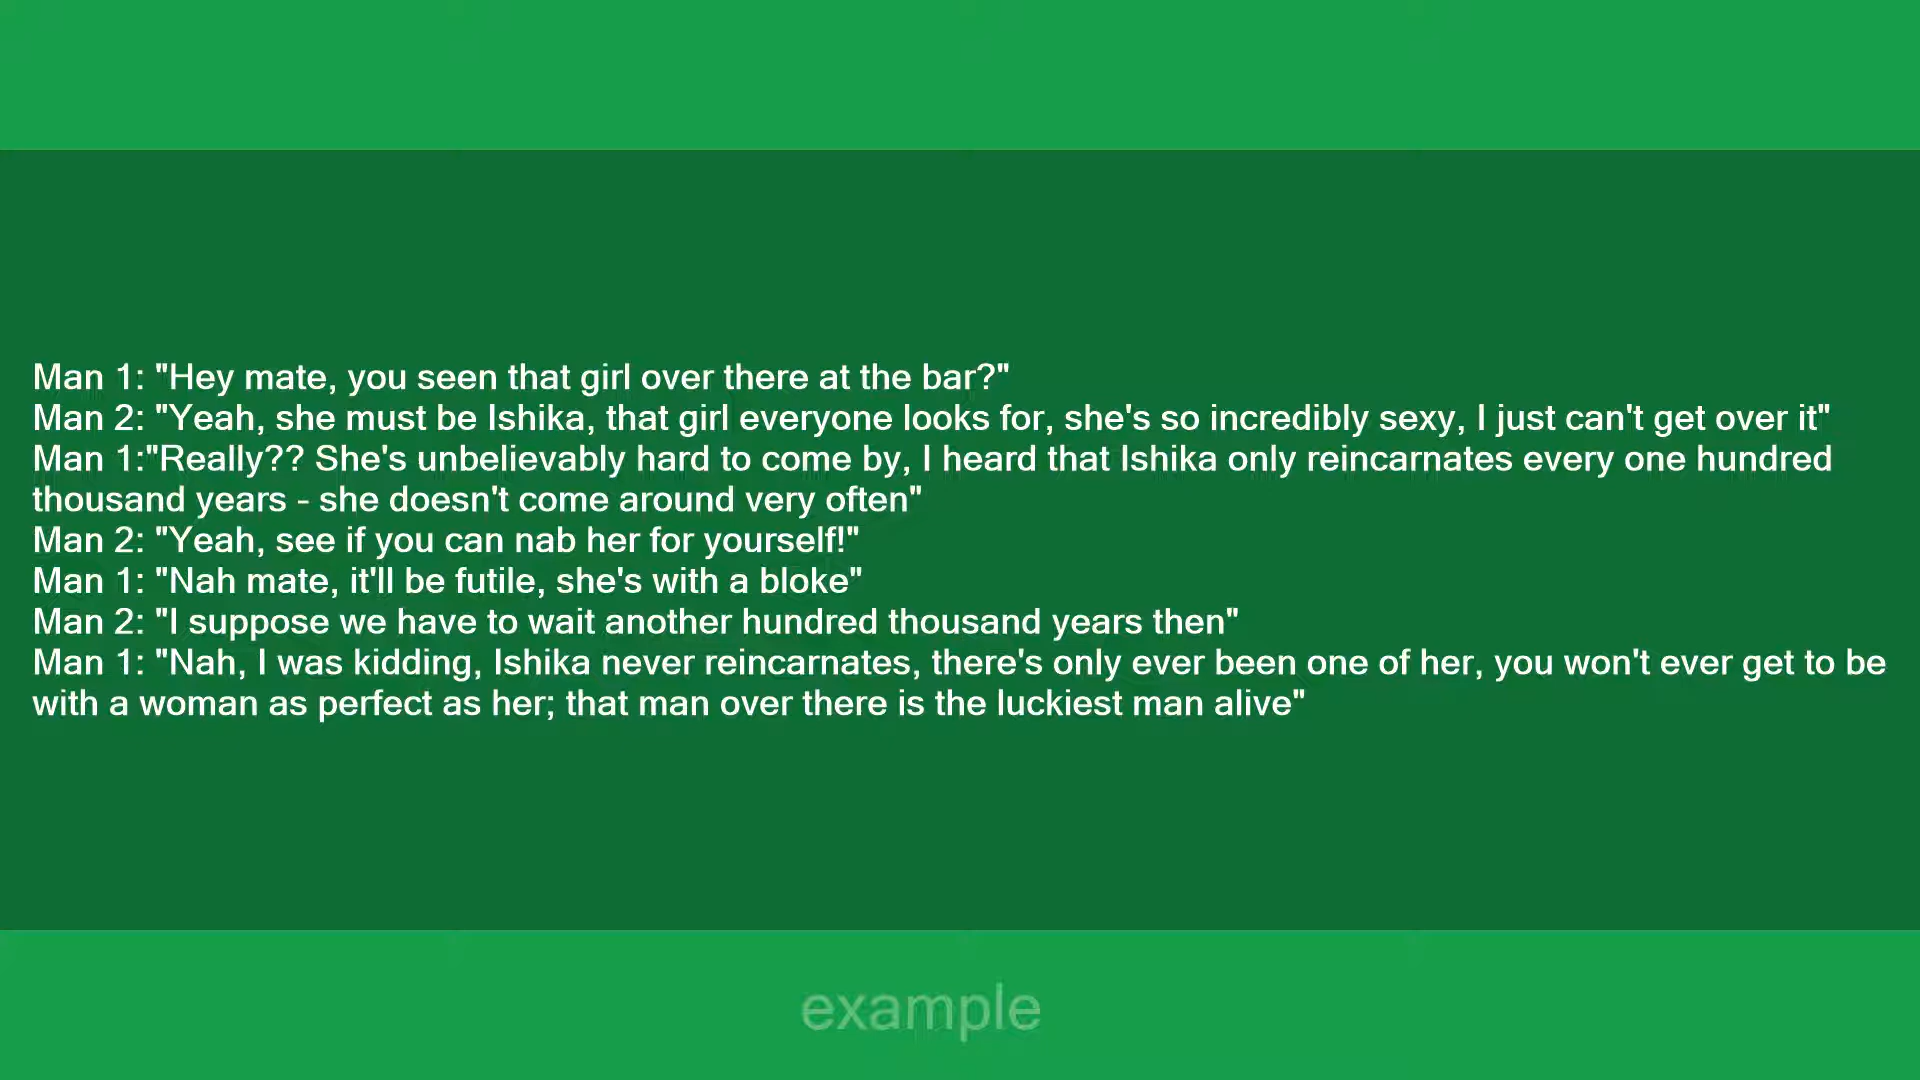 Man 1: "Hey mate, you seen that girl over there at the bar?"
Man 2: "Yeah, she must be Ishika, that girl everyone looks for, she's so incredibly sexy, I just can't get over it"
Man 1:"Really?? She's unbelievably hard to come by, I heard that Ishika only reincarnates every one hundred
thousand years - she doesn't come around very often"
Man 2: "Yeah, see if you can nab her for yourself!"
Man 1: "Nah mate, it'll be futile, she's with a bloke"
Man 2: "I suppose we have to wait another hundred thousand years then"
Man 1: "Nah, I was kidding, Ishika never reincarnates, there's only ever been one of her, you won't ever get to be
with a woman as perfect as her; that man over there is the luckiest man alive"
example